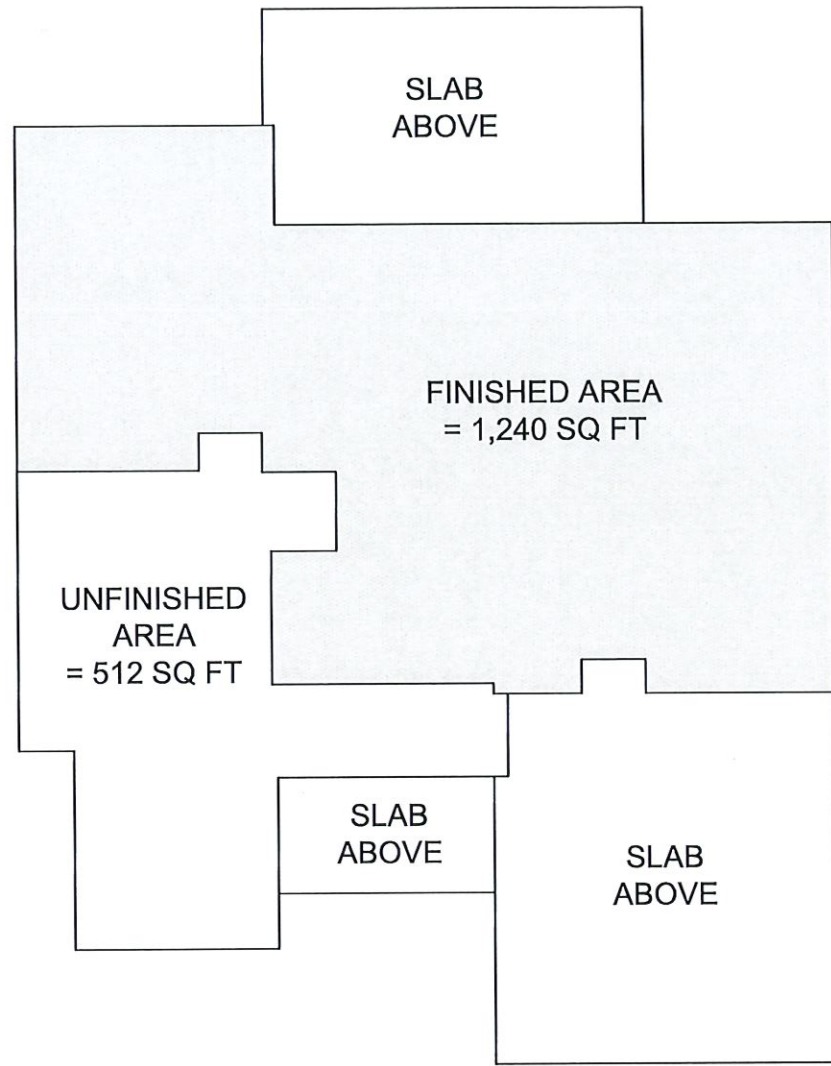 SLAB
ABOVE
FINISHED AREA
= 1,240 SQ FT
UNFINISHED
AREA
= 512 SQ FT
SLAB
ABOVE
SLAB
ABOVE